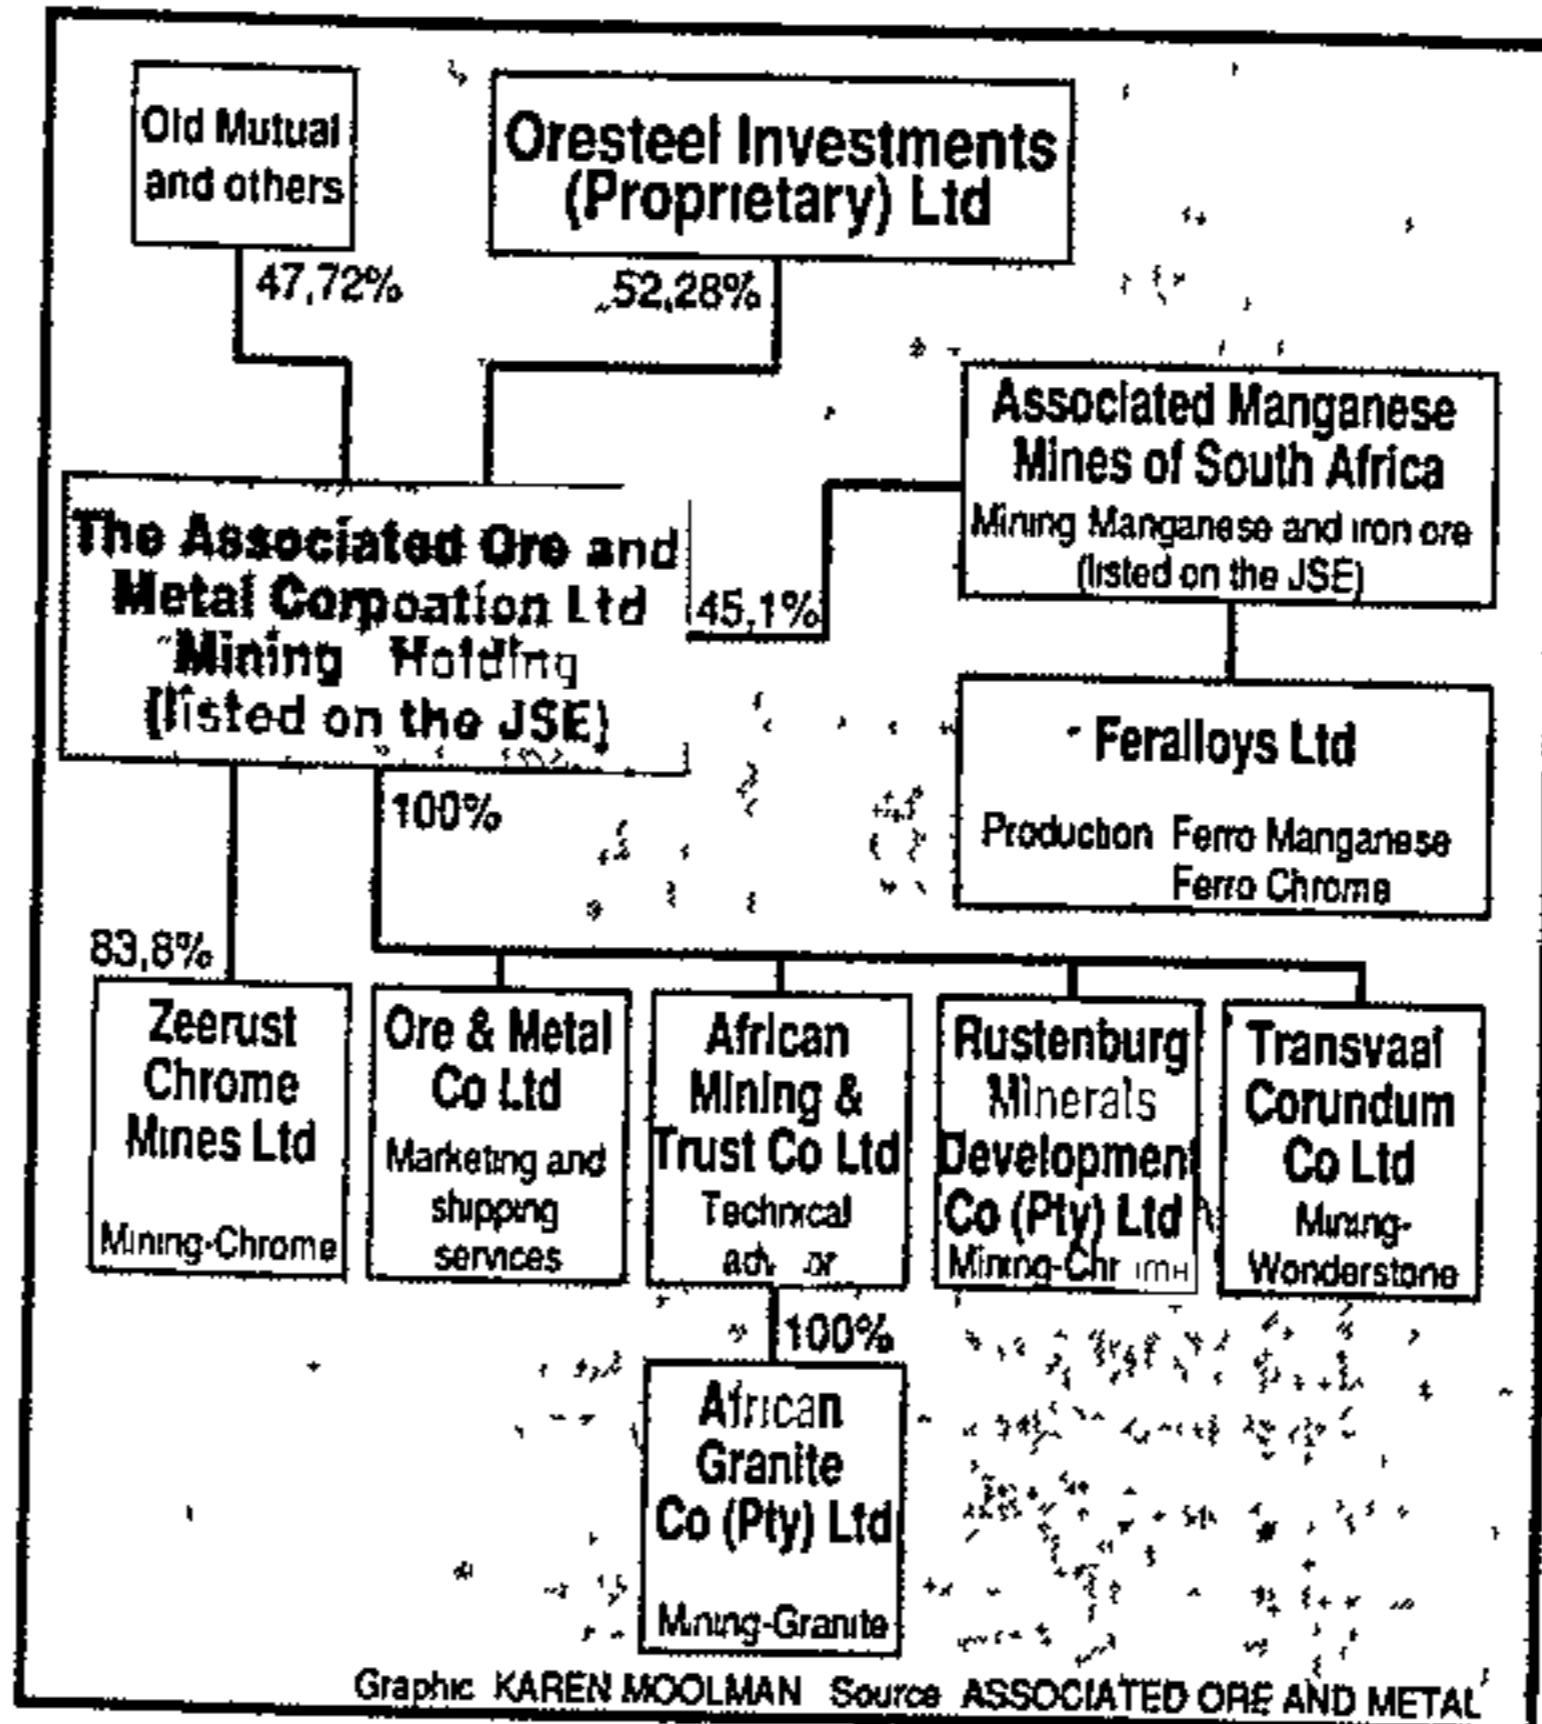 Old Mutual
and others
Oresteel Investments
(Proprietary) Ltd
47,72%
52,28%
Associated Manganese
Mines of South Africa
Mining Manganese and iron ore
(listed on the JSE)
The Associated Ore and
Metal Corpoation Ltd
Mining Holding
(listed on the JSE)
45,1%
Feralloys Ltd
Production Ferro Manganese
Ferro Chrome
100%
83,8%
Zeerust
Chrome
Mines Ltd
Mining-Chrome
Ore & Metal
Co Ltd
Marketing and
shipping
services
African
Mining &
Trust Co Ltd
Technical
Rustenburg
Minerals
Development
Co (Pty) Ltd
Transvaal
Corundum
Co Ltd
Mining-
Wonderstone
100%
African
Granite
Co (Pty) Ltd
Mining-Granite
Graphic KAREN MOOLMAN Source ASSOCIATED ORE AND METAL